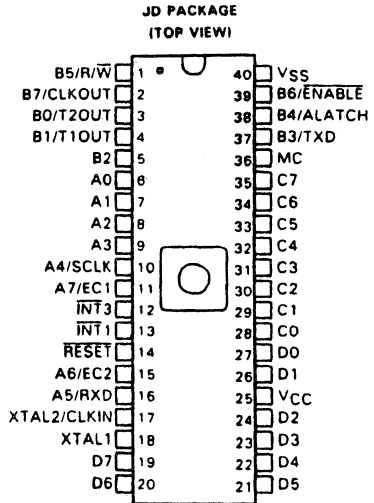 JD PACKAGE
(TOP VIEW)
B5/R/W̅ 1 40 VSS
B7/CLKOUT 2 39 B6/E̅N̅A̅B̅L̅E̅
B0/T2OUT 3 38 B4/ALATCH
B1/T1OUT 4 37 B3/TXD
B2 5 36 MC
A0 6 35 C7
A1 7 34 C6
A2 8 33 C5
A3 9 32 C4
A4/SCLK 10 31 C3
A7/EC1 11 30 C2
I̅N̅T̅3 12 29 C1
I̅N̅T̅1 13 28 C0
R̅E̅S̅E̅T̅ 14 27 D0
A6/EC2 15 26 D1
A5/RXD 16 25 VCC
XTAL2/CLKIN 17 24 D2
XTAL1 18 23 D3
D7 19 22 D4
D6 20 21 D5